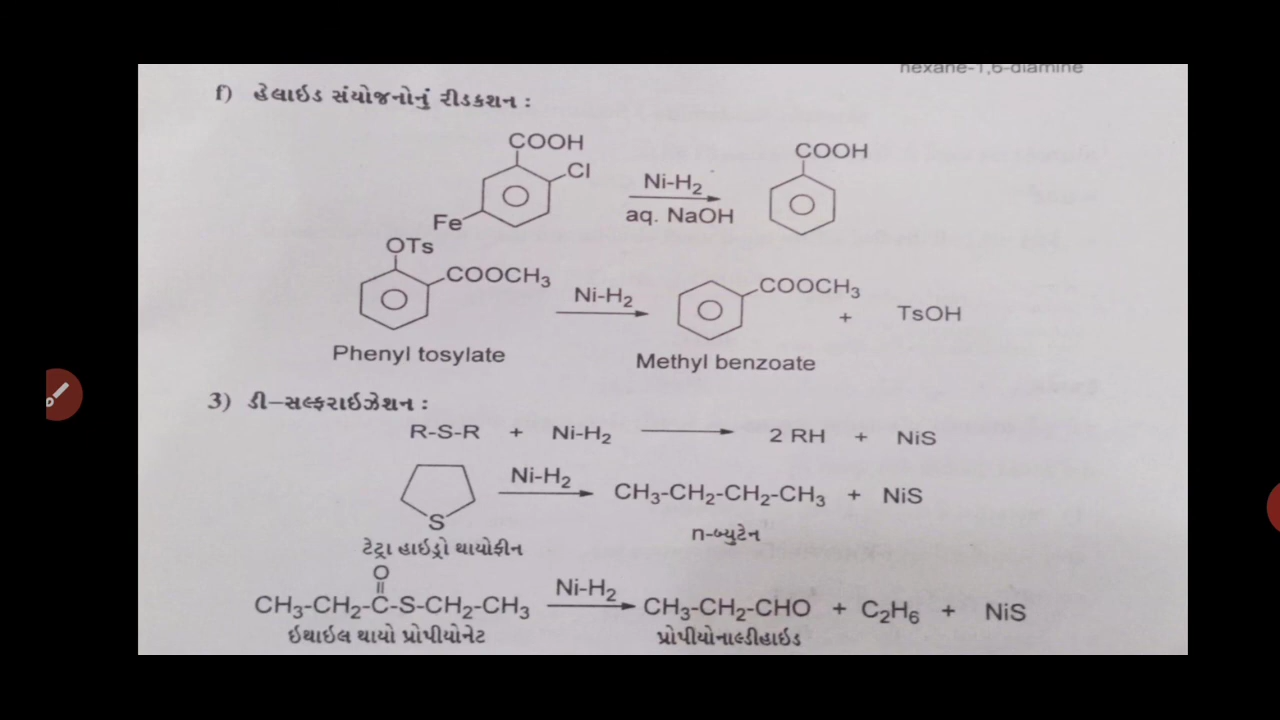 hexane-1,6-diamine
f) હેલાઇડ સંયોજનોનું રીડક્શન :
COOH
Cl
Fe
Ni-H₂
aq. NaOH
COOH
OTs
COOCH₃
Ni-H₂
COOCH₃
+ TsOH
Phenyl tosylate
Methyl benzoate
3) ડી–સલ્ફરાઇઝેશન :
R-S-R + Ni-H₂ → 2 RH + NiS
S
Ni-H₂
CH₃-CH₂-CH₂-CH₃ + NiS
ટેટ્રા હાઇડ્રો થાયોફીન
n-બ્યુટેન
O
CH₃-CH₂-C-S-CH₂-CH₃ Ni-H₂ → CH₃-CH₂-CHO + C₂H₆ + NiS
ઇથાઇલ થાયો પ્રોપીયોનેટ
પ્રોપીયોનાલ્ડીહાઇડ